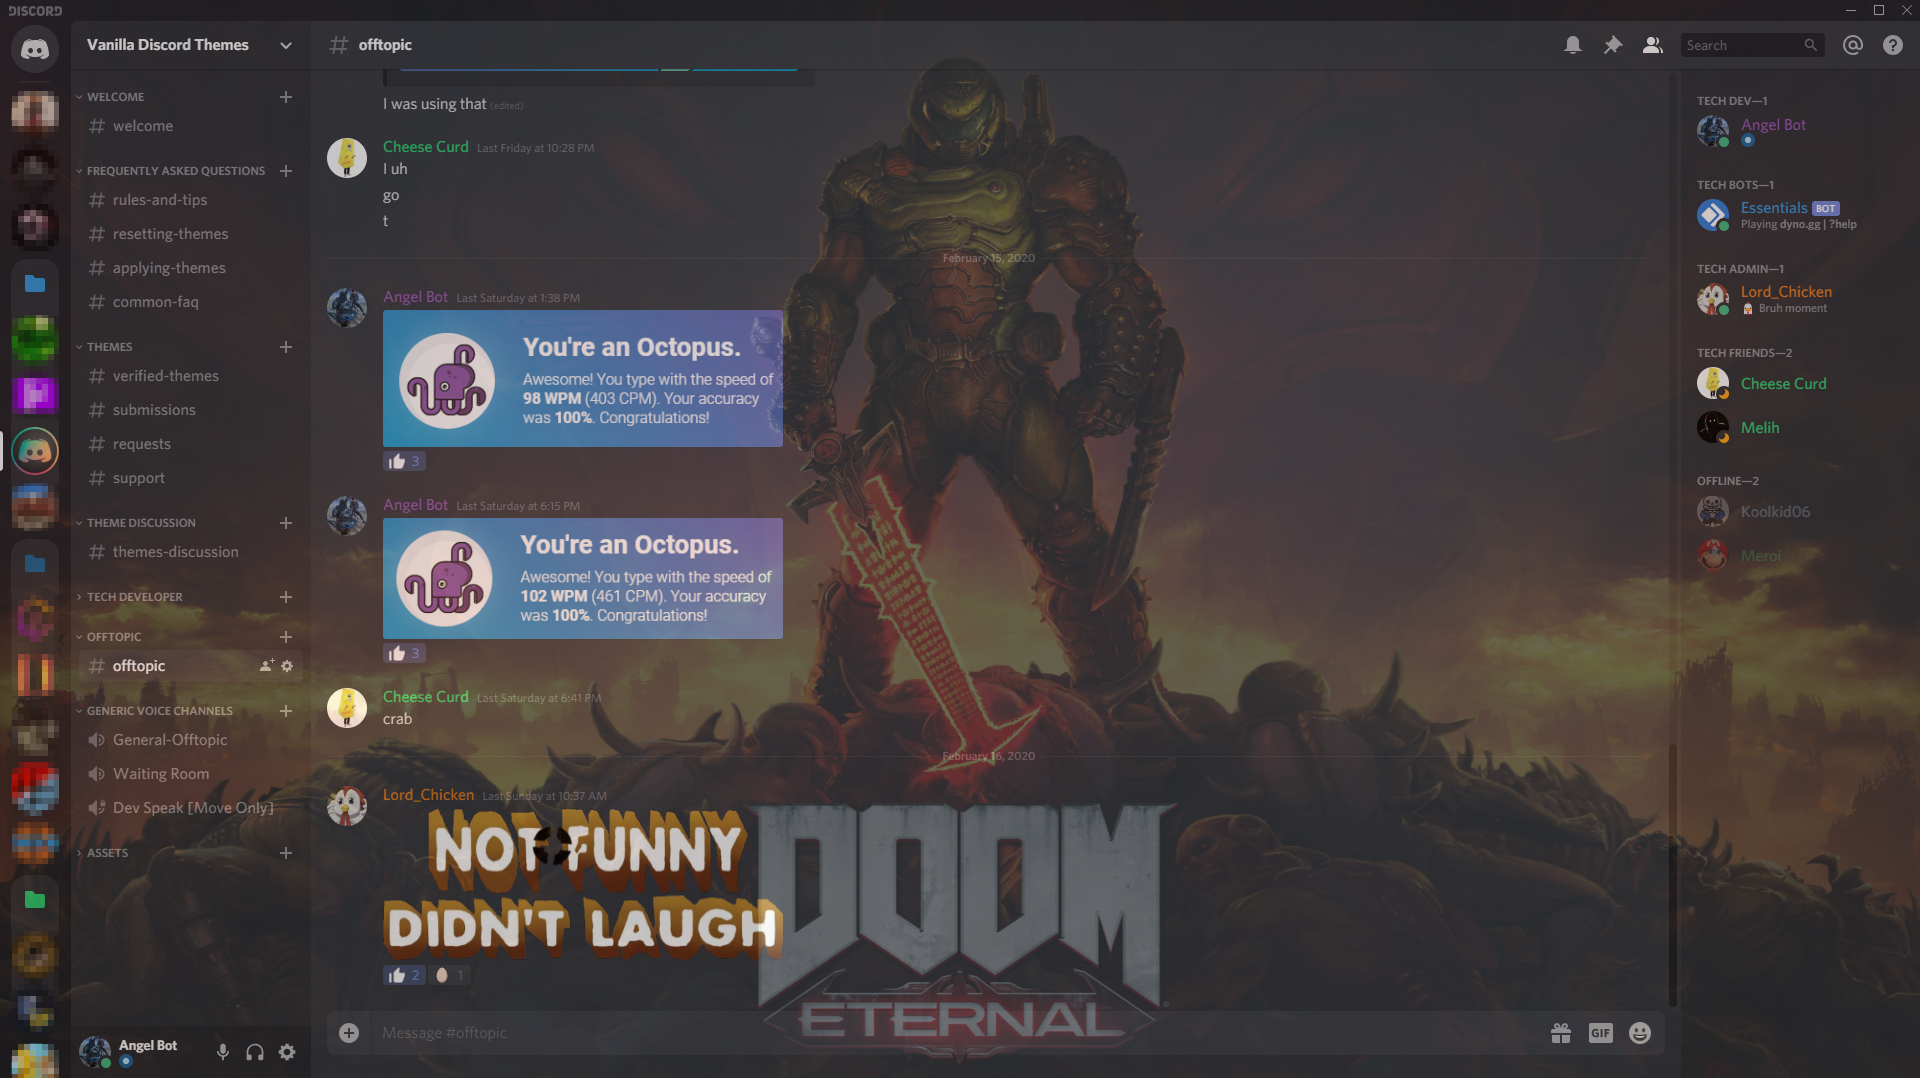 DISCORD
Vanilla Discord Themes
WELCOME
welcome
FREQUENTLY ASKED QUESTIONS
rules-and-tips
resetting-themes
applying-themes
common-faq
THEMES
verified-themes
submissions
requests
support
THEME DISCUSSION
themes-discussion
TECH DEVELOPER
OFFTOPIC
offtopic
GENERIC VOICE CHANNELS
General-Offtopic
Waiting Room
Dev Speak [Move Only]
ASSETS
Angel Bot
# offtopic
Search
I was using that (edited)
Cheese Curd Last Friday at 10:28 PM
I uh
go
t
February 15, 2020
Angel Bot Last Saturday at 1:38 PM
You're an Octopus.
Awesome! You type with the speed of
98 WPM (403 CPM). Your accuracy
was 100%. Congratulations!
3
Angel Bot Last Saturday at 6:15 PM
You're an Octopus.
Awesome! You type with the speed of
102 WPM (461 CPM). Your accuracy
was 100%. Congratulations!
3
Cheese Curd Last Saturday at 6:41 PM
crab
February 16, 2020
Lord_Chicken Last Sunday at 10:37 AM
NOT FUNNY
DIDN'T LAUGH
2 1
DOOM
ETERNAL
Message #offtopic
GIF
TECH DEV—1
Angel Bot
TECH BOTS—1
Essentials BOT
Playing dyno.gg | ?help
TECH ADMIN—1
Lord_Chicken
Bruh moment
TECH FRIENDS—2
Cheese Curd
Melih
OFFLINE—2
Koolkid06
Meroi